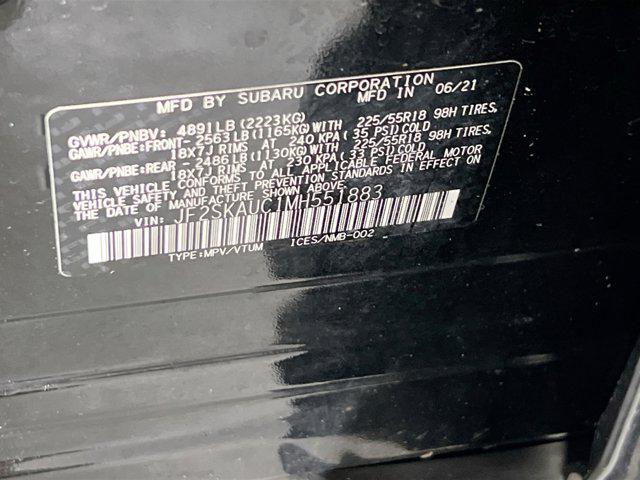 MFD BY SUBARU CORPORATION
MFD IN 06/21
GVWR/PNBV: 4891LB(2223KG)
GAWR/PNBE:FRONT- 2563LB(1165KG)WITH 225/55R18 98H TIRES,
18X7J RIMS AT 240 KPA( 35 PSI)COLD
GAWR/PNBE:REAR - 2486LB(1130KG)WITH 225/55R18 98H TIRES,
18X7J RIMS AT 230 KPA( 33 PSI)COLD
THIS VEHICLE CONFORMS TO ALL APPLICABLE FEDERAL MOTOR
VEHICLE SAFETY AND THEFT PREVENTION STANDARDS IN EFFECT ON
THE DATE OF MANUFACTURE SHOWN ABOVE.
VIN: JF2SKAUC1MH551883
TYPE:MPV/VTUM ICES/NMB-002